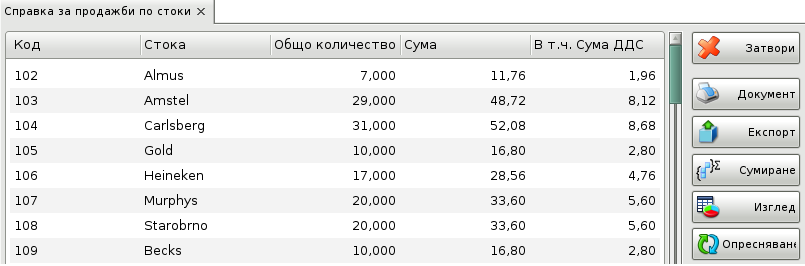 Справка за продажби по стоки ×
Код Стока Общо количество Сума В т.ч. Сума ДДС
102 Almus 7,000 11,76 1,96
103 Amstel 29,000 48,72 8,12
104 Carlsberg 31,000 52,08 8,68
105 Gold 10,000 16,80 2,80
106 Heineken 17,000 28,56 4,76
107 Murphys 20,000 33,60 5,60
108 Starobrno 20,000 33,60 5,60
109 Becks 10,000 16,80 2,80
Затвори
Документ
Експорт
Сумиране
Изглед
Опресняване